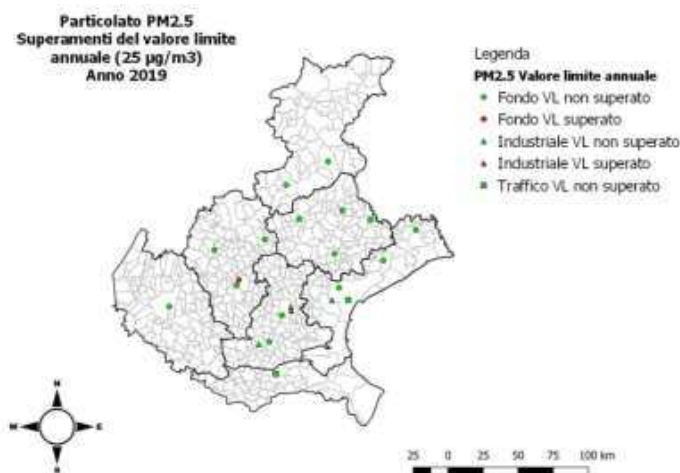 Particolato PM2.5
Superamenti del valore limite
annuale (25 µg/m3)
Anno 2019
Legenda
PM2.5 Valore limite annuale
Fondo VL non superato
Fondo VL superato
Industriale VL non superato
Industriale VL superato
Traffico VL non superato
N
W E
S
25 0 25 50 75 100 km